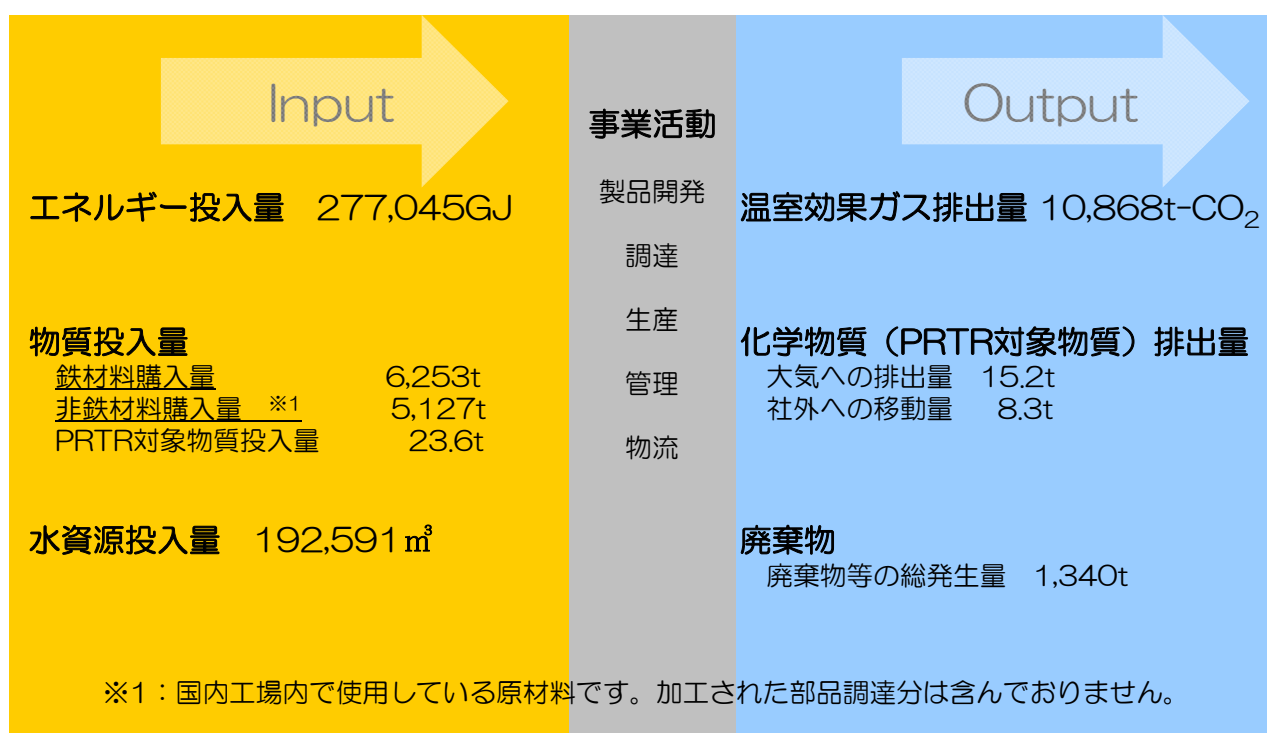 Input
エネルギー投入量 277,045GJ
物質投入量
鉄材料購入量 6,253t
非鉄材料購入量 ※1 5,127t
PRTR対象物質投入量 23.6t
水資源投入量 192,591㎥
事業活動
製品開発
調達
生産
管理
物流
Output
温室効果ガス排出量 10,868t-CO₂
化学物質（PRTR対象物質）排出量
大気への排出量 15.2t
社外への移動量 8.3t
廃棄物
廃棄物等の総発生量 1,340t
※1：国内工場内で使用している原材料です。加工された部品調達分は含んでおりません。